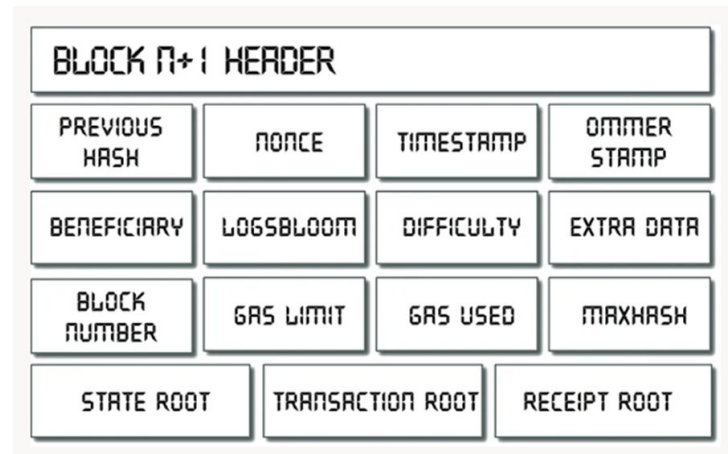 BLOCK N+1 HEADER
PREVIOUS HASH
NONCE
TIMESTAMP
OMMER STAMP
BENEFICIARY
LOGSBLOOM
DIFFICULTY
EXTRA DATA
BLOCK NUMBER
GAS LIMIT
GAS USED
MAXHASH
STATE ROOT
TRANSACTION ROOT
RECEIPT ROOT